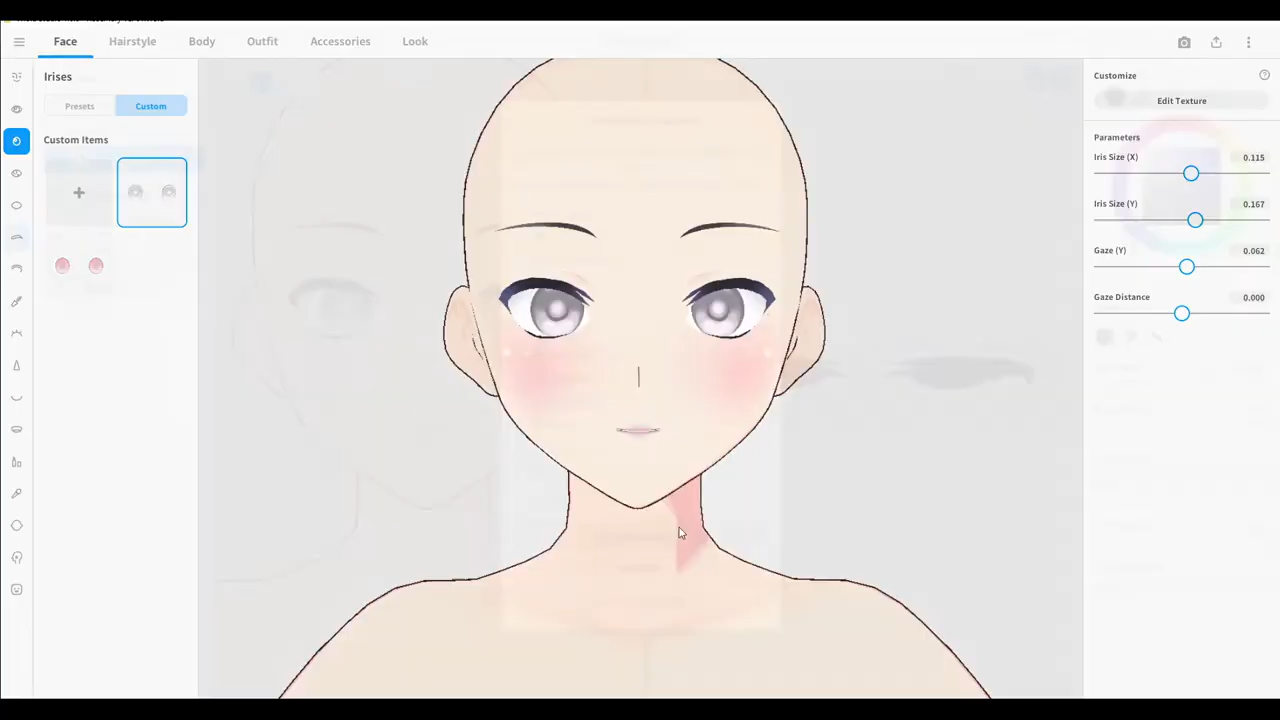 Face Hairstyle Body Outfit Accessories Look
Irises
Presets Custom
Custom Items
Customize
Edit Texture
Parameters
Iris Size (X) 0.115
Iris Size (Y) 0.167
Gaze (Y) 0.062
Gaze Distance 0.000